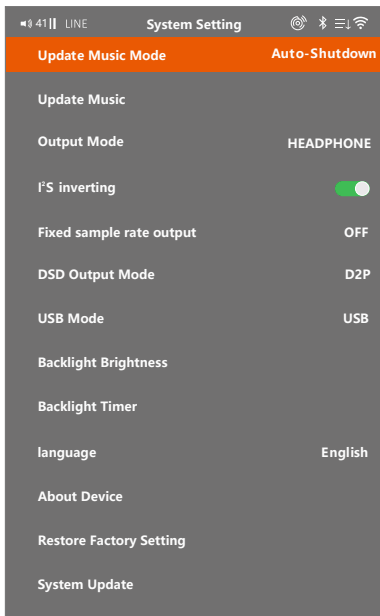 41 LINE System Setting
Update Music Mode Auto-Shutdown
Update Music
Output Mode HEADPHONE
I²S inverting
Fixed sample rate output OFF
DSD Output Mode D2P
USB Mode USB
Backlight Brightness
Backlight Timer
language English
About Device
Restore Factory Setting
System Update